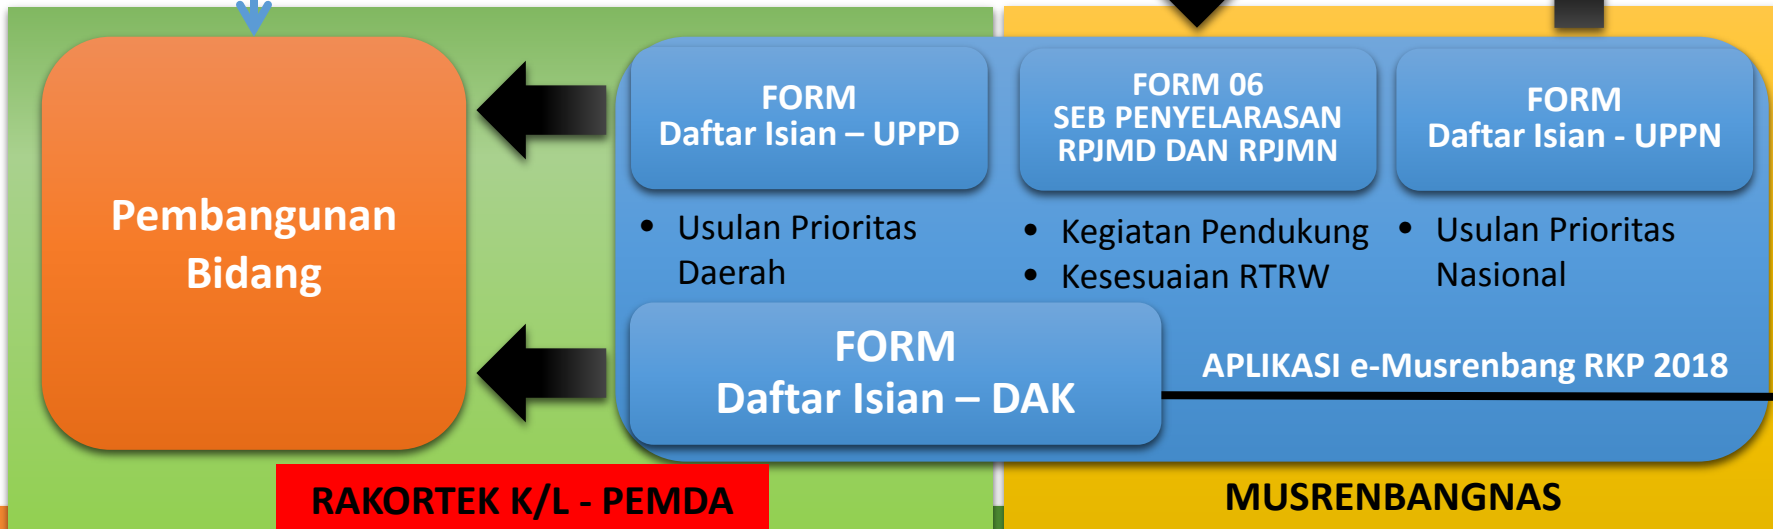 Pembangunan
Bidang
FORM
Daftar Isian – UPPD
• Usulan Prioritas
Daerah
FORM 06
SEB PENYELARASAN
RPJMD DAN RPJMN
• Kegiatan Pendukung
• Kesesuaian RTRW
FORM
Daftar Isian - UPPN
• Usulan Prioritas
Nasional
FORM
Daftar Isian – DAK
APLIKASI e-Musrenbang RKP 2018
RAKORTEK K/L - PEMDA
MUSRENBANGNAS